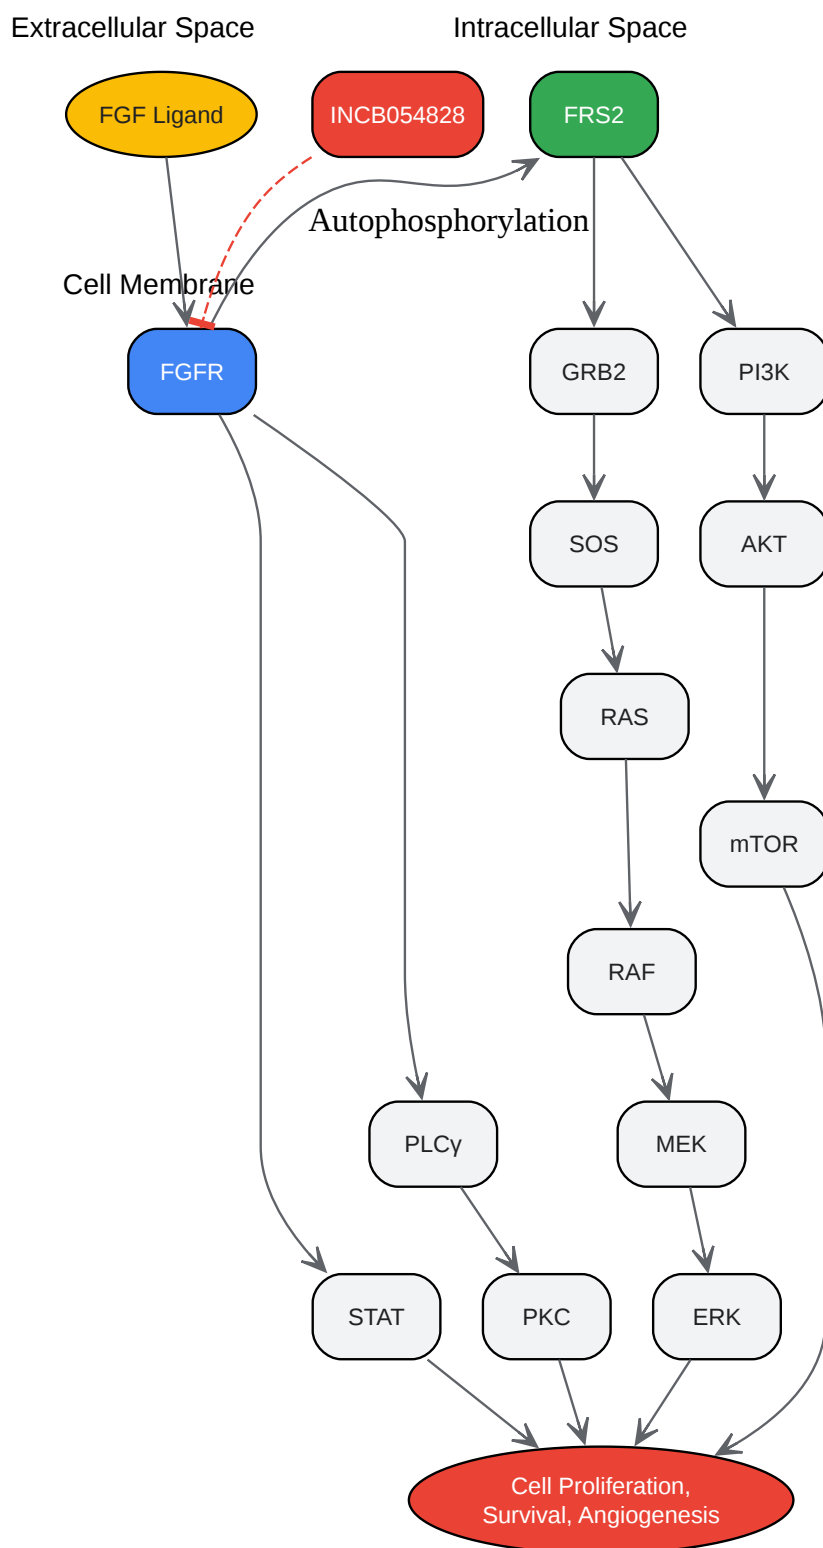 Extracellular Space
Intracellular Space
FGF Ligand
INCB054828
FRS2
Autophosphorylation
Cell Membrane
FGFR
GRB2
PI3K
SOS
AKT
RAS
mTOR
RAF
PLCγ
MEK
STAT
PKC
ERK
Cell Proliferation,
Survival, Angiogenesis